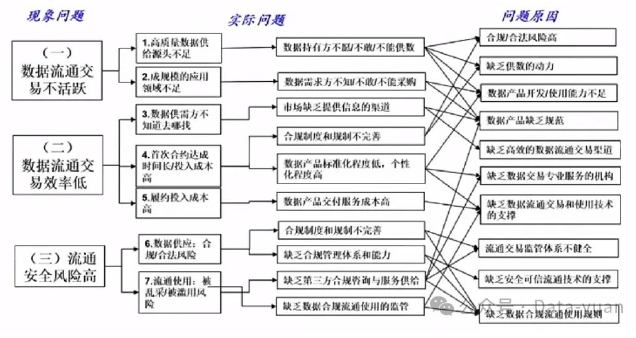 现象问题
实际问题
问题原因
（一）
数据流通交
易不活跃
1.高质量数据供
给源头不足
2.成规模的应用
领域不足
数据持有方不愿/不敢/不能供数
数据需求方不知/不敢/不能采购
（二）
数据流通交
易效率低
3.数据供需方不
知道去哪找
4.首次合约达成
时间长/投入成本
高
5.履约投入成本
高
市场缺乏提供信息的渠道
合规制度和规制不完善
数据产品标准化程度低，个性
化程度高
数据产品交付服务成本高
（三）流通
安全风险高
6.数据供应：合
规/合法风险
7.流通使用：被
乱采/被滥用风
险
合规制度和规制不完善
缺乏合规管理体系和能力
缺乏第三方合规咨询与服务供给
缺乏数据合规流通使用的监管
合规/合法风险高
缺乏供数的动力
数据产品开发/使用能力不足
数据产品缺乏规范
缺乏高效的数据流通交易渠道
缺乏数据交易专业服务的机构
缺乏数据流通交易和使用技术
的支撑
流通交易监管体系不健全
缺乏安全可信流通技术的支撑
缺乏数据合规流通使用规则
公众号 · Data-yuan